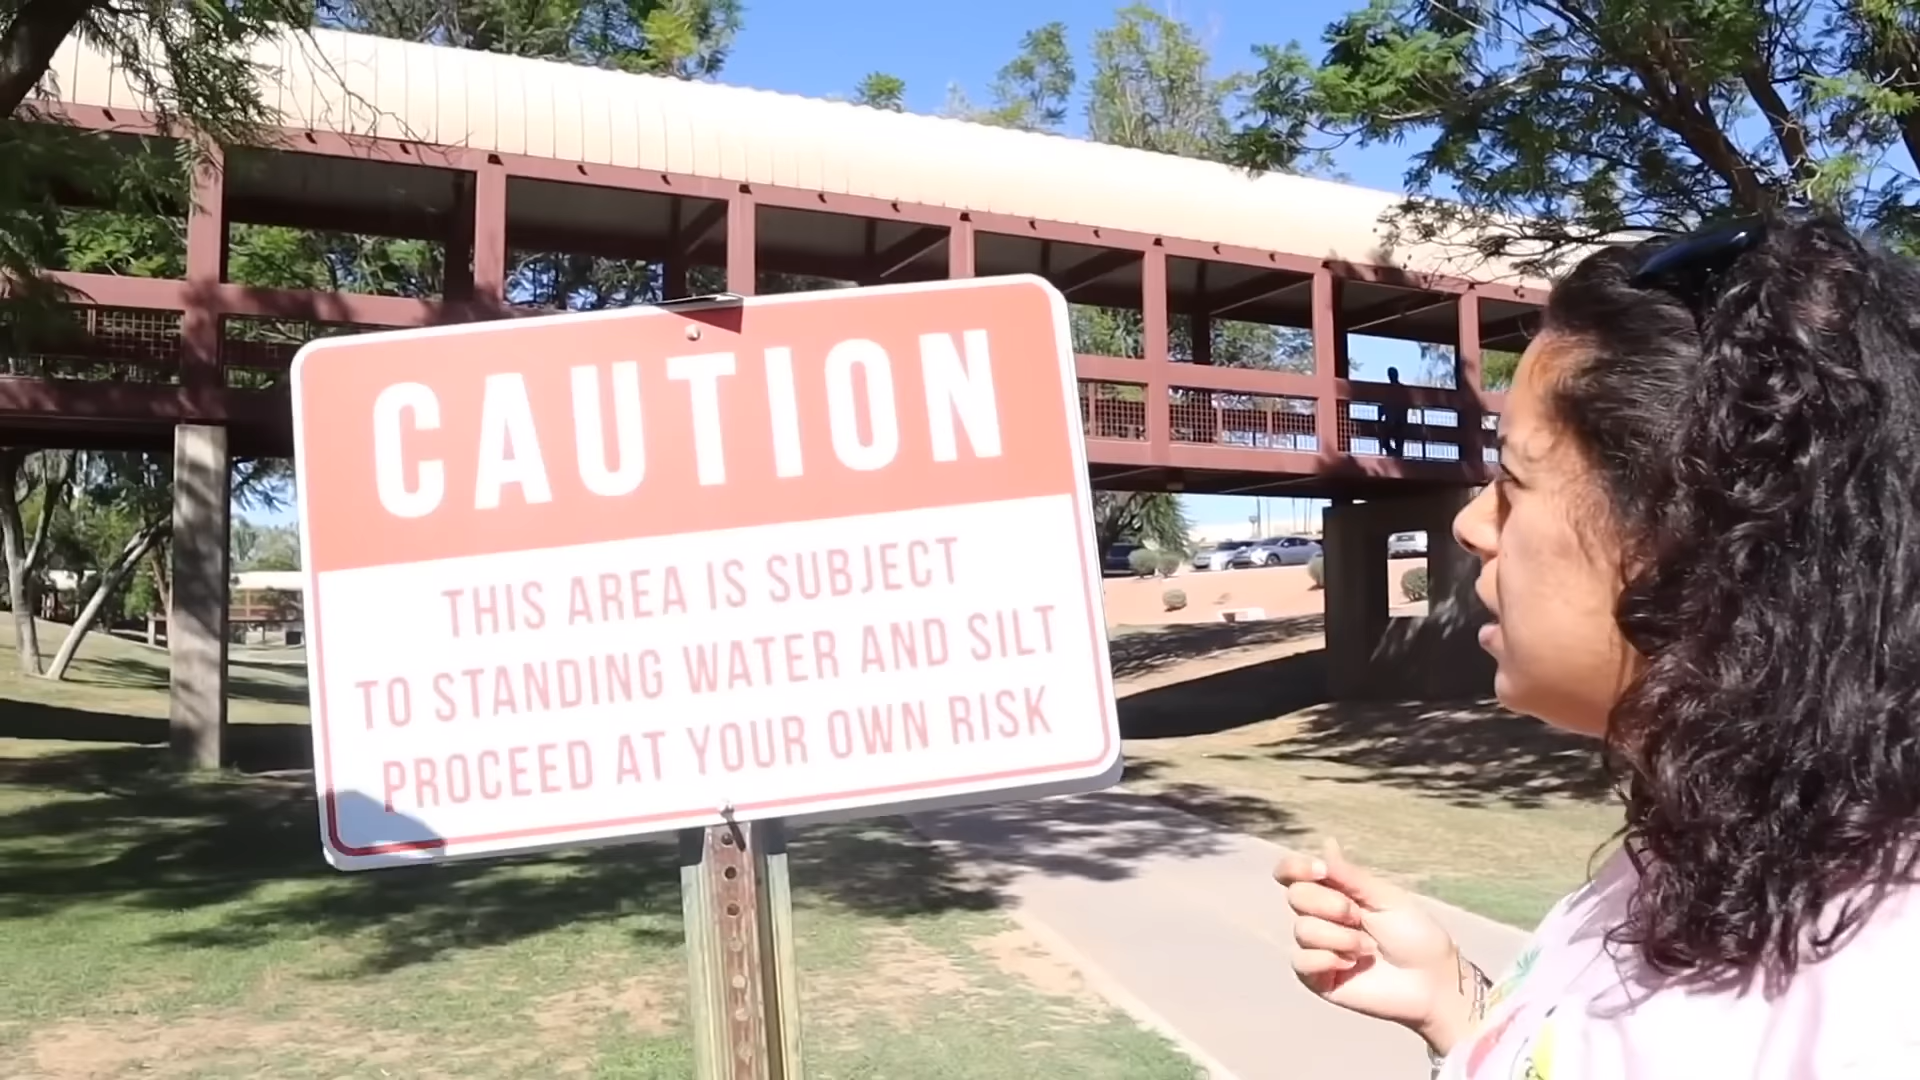 CAUTION
THIS AREA IS SUBJECT
TO STANDING WATER AND SILT
PROCEED AT YOUR OWN RISK